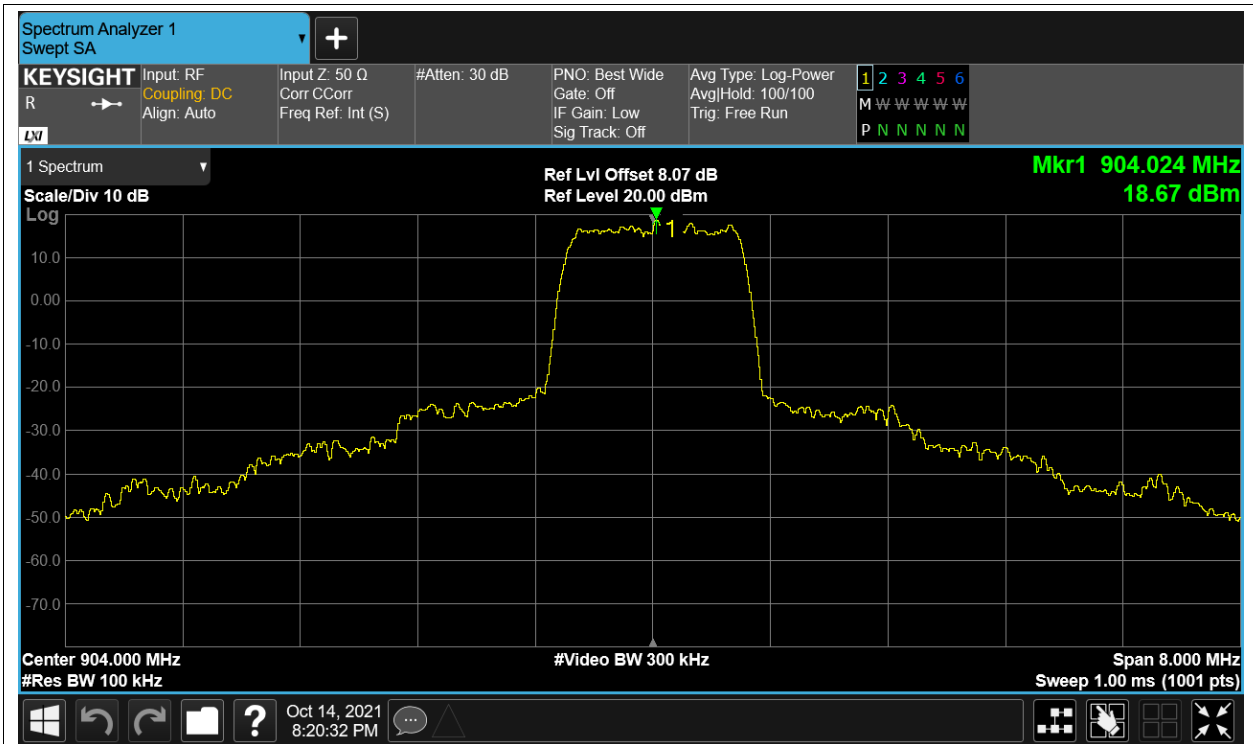 Spectrum Analyzer 1
Swept SA
KEYSIGHT
R
LXI
Input: RF
Coupling: DC
Align: Auto
Input Z: 50 Ω
Corr CCorr
Freq Ref: Int (S)
#Atten: 30 dB
PNO: Best Wide
Gate: Off
IF Gain: Low
Sig Track: Off
Avg Type: Log-Power
Avg|Hold: 100/100
Trig: Free Run
1 2 3 4 5 6
M W W W W W
P N N N N N
1 Spectrum
Scale/Div 10 dB
Ref Lvl Offset 8.07 dB
Ref Level 20.00 dBm
Mkr1 904.024 MHz
18.67 dBm
Log
1
10.0
0.00
-10.0
-20.0
-30.0
-40.0
-50.0
-60.0
-70.0
Center 904.000 MHz
#Video BW 300 kHz
Span 8.000 MHz
#Res BW 100 kHz
Sweep 1.00 ms (1001 pts)
?
Oct 14, 2021
8:20:32 PM